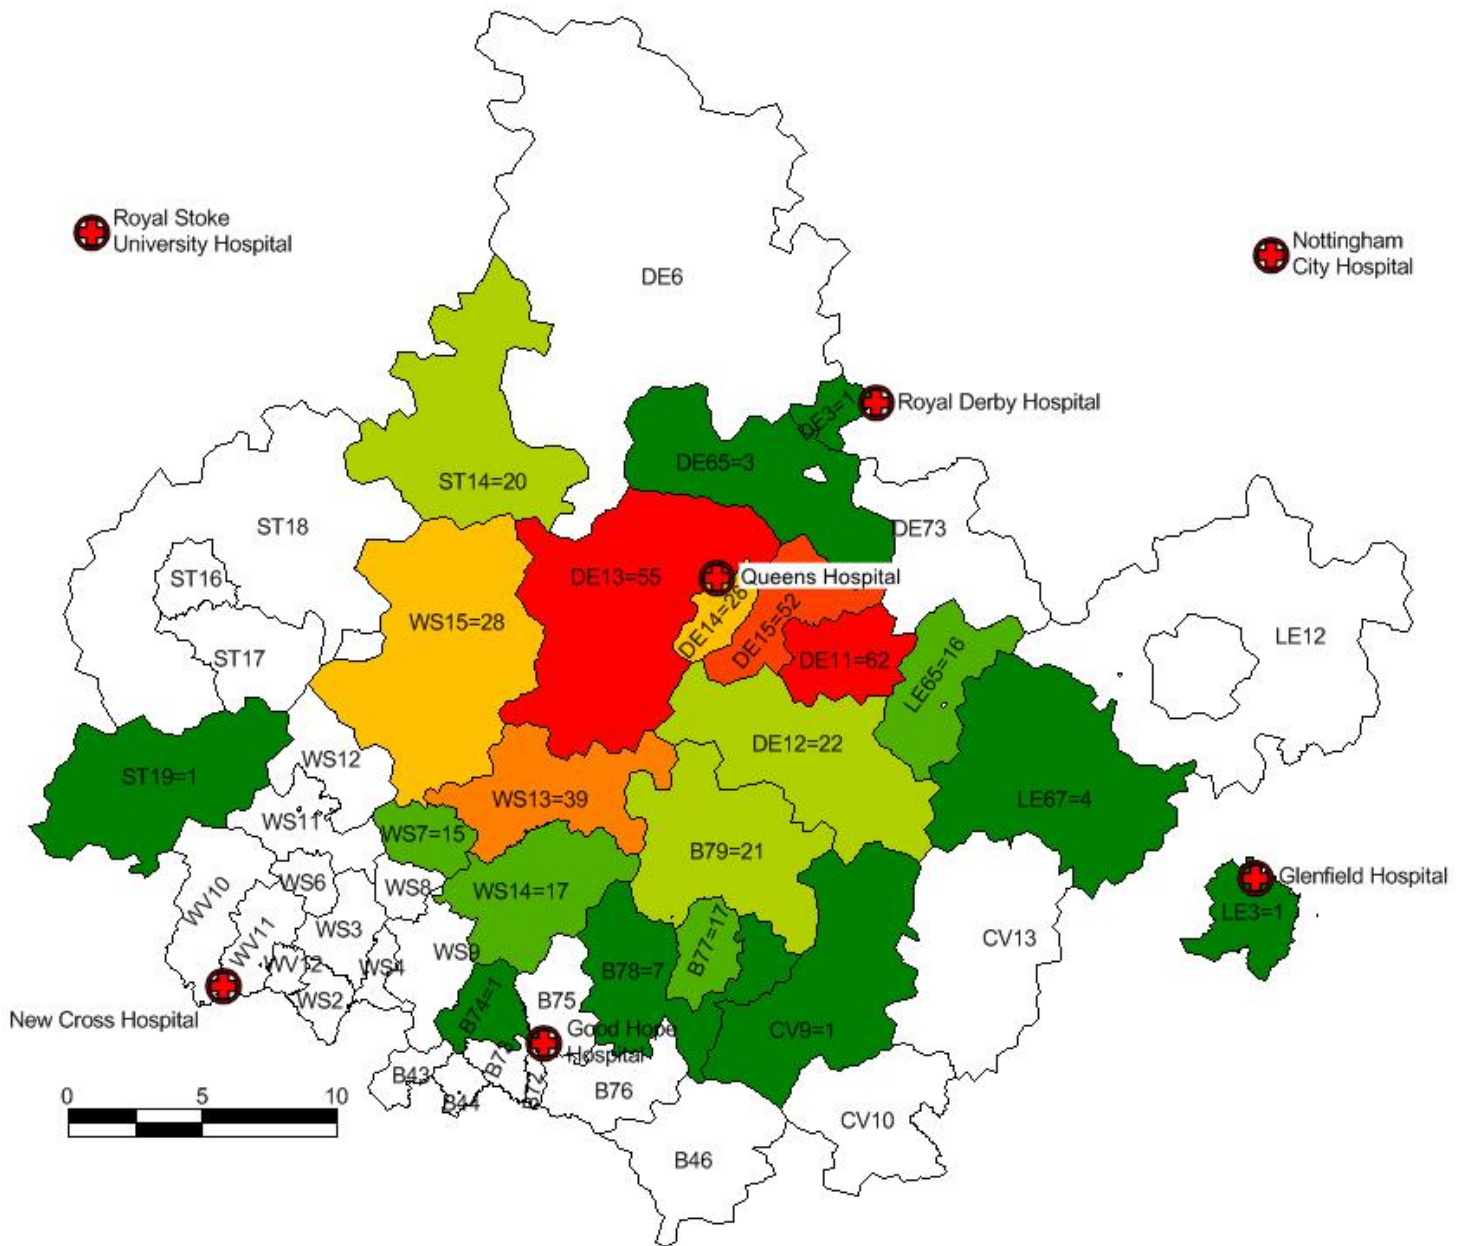 Royal Stoke
University Hospital
Nottingham
City Hospital
DE6
DE3=1
Royal Derby Hospital
DE65=3
ST14=20
ST18
DE73
ST16
DE13=55
Queens Hospital
DE14=28
DE15=52
WS15=28
ST17
DE11=62
LE65=16
LE12
DE12=22
WS12
ST19=1
WS13=39
LE67=4
WS11
WS7=15
B79=21
WS6
WS8
WS14=17
Glenfield Hospital
LE3=1
WV10
WV11
WS3
WS9
B77=17
CV13
WV12
WS4
B78=7
WS2
B74=1
B75
New Cross Hospital
Good Hope
Hospital
CV9=1
B43
B73
B72
B76
B44
CV10
B46
0 5 10